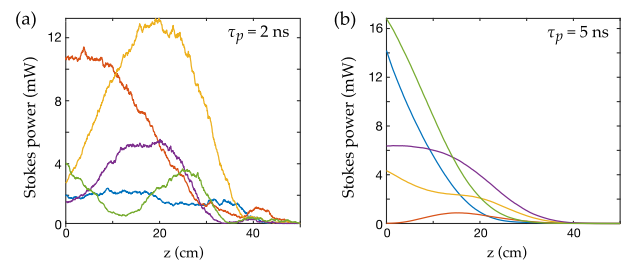 (a)
τp = 2 ns
Stokes power (mW)
12
8
4
0
0
20
40
z (cm)
(b)
τp = 5 ns
Stokes power (mW)
16
12
8
4
0
0
20
40
z (cm)